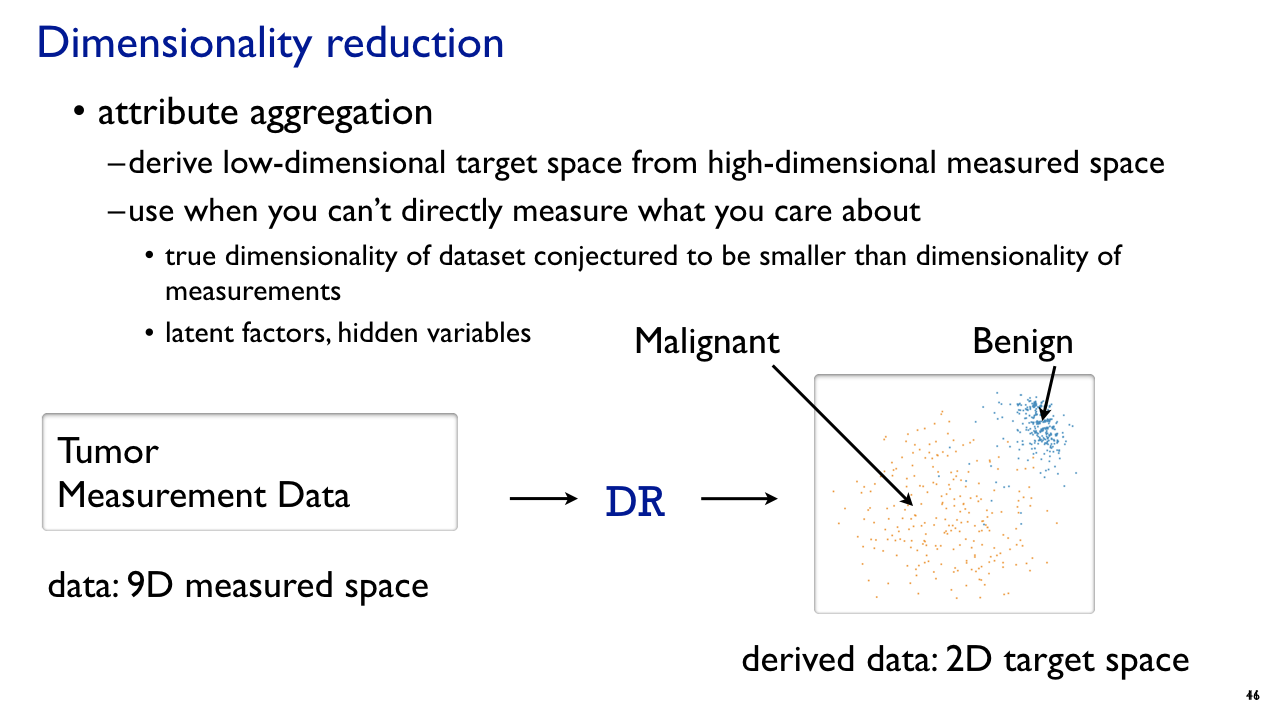 Dimensionality reduction
• attribute aggregation
–derive low-dimensional target space from high-dimensional measured space
–use when you can’t directly measure what you care about
• true dimensionality of dataset conjectured to be smaller than dimensionality of
measurements
• latent factors, hidden variables
Malignant
Benign
Tumor
Measurement Data
DR
data: 9D measured space
derived data: 2D target space